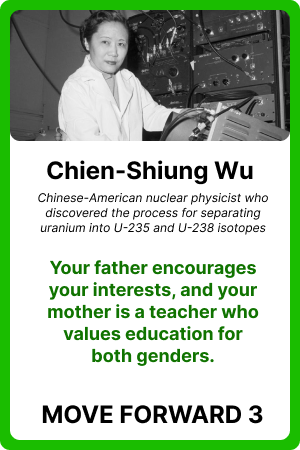 Chien-Shiung Wu
Chinese-American nuclear physicist who
discovered the process for separating
uranium into U-235 and U-238 isotopes
Your father encourages
your interests, and your
mother is a teacher who
values education for
both genders.
MOVE FORWARD 3